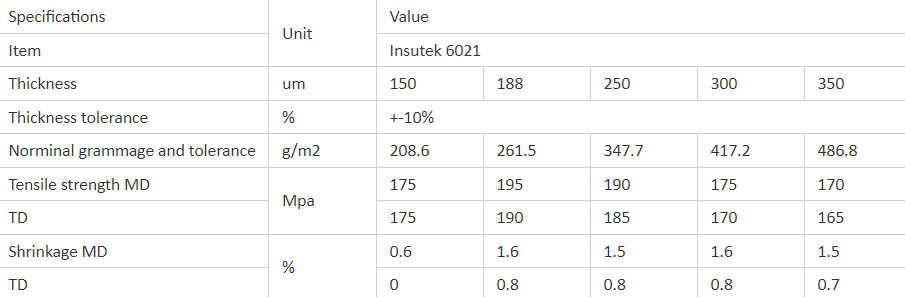 Specifications Unit Value
Item Insutek 6021
Thickness um 150 188 250 300 350
Thickness tolerance % +-10%
Norminal grammage and tolerance g/m2 208.6 261.5 347.7 417.2 486.8
Tensile strength MD Mpa 175 195 190 175 170
TD 175 190 185 170 165
Shrinkage MD % 0.6 1.6 1.5 1.6 1.5
TD 0 0.8 0.8 0.8 0.7